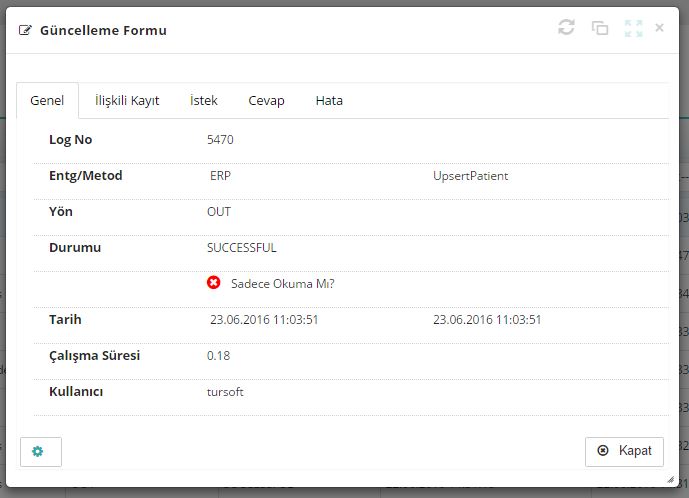 Güncelleme Formu
Genel İlişkili Kayıt İstek Cevap Hata
Log No 5470
Entg/Metod ERP UpsertPatient
Yön OUT
Durumu SUCCESSFUL
Sadece Okuma Mı?
Tarih 23.06.2016 11:03:51 23.06.2016 11:03:51
Çalışma Süresi 0.18
Kullanıcı tursoft
Kapat